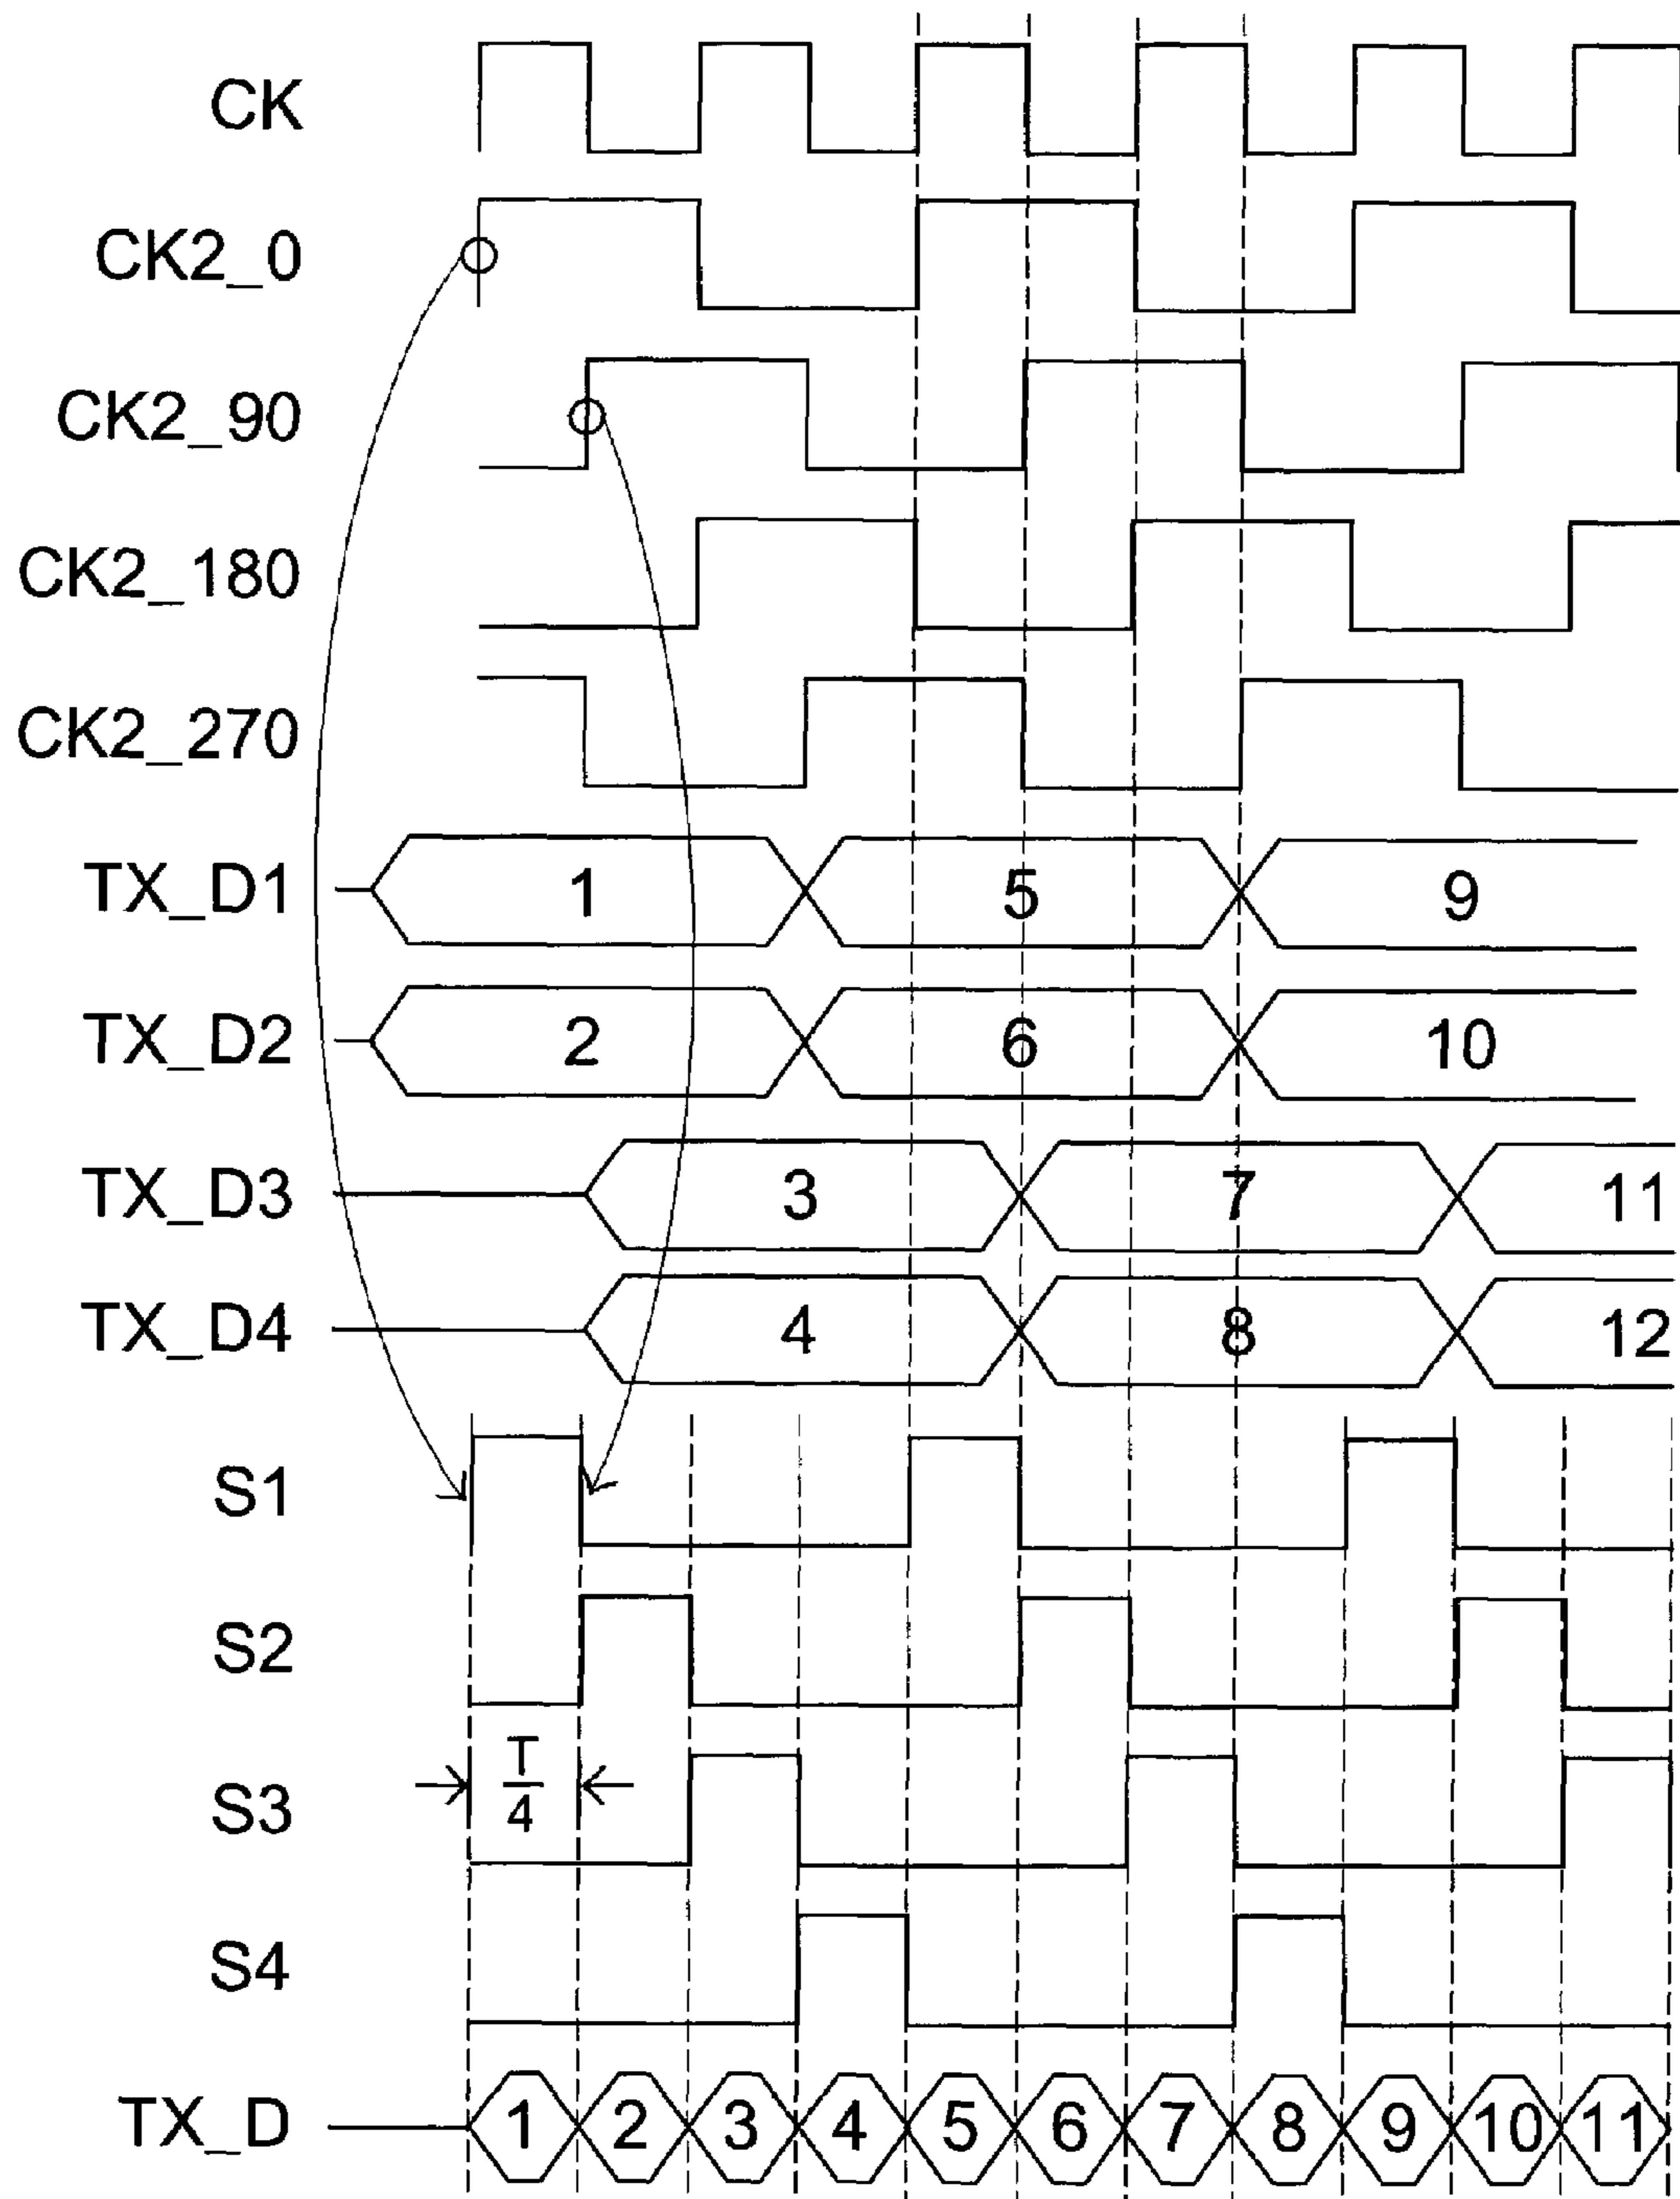 CK
CK2_0
CK2_90
CK2_180
CK2_270
TX_D1 1 5 9
TX_D2 2 6 10
TX_D3 3 7 11
TX_D4 4 8 12
S1
S2
S3 T/4
S4
TX_D 1 2 3 4 5 6 7 8 9 10 11